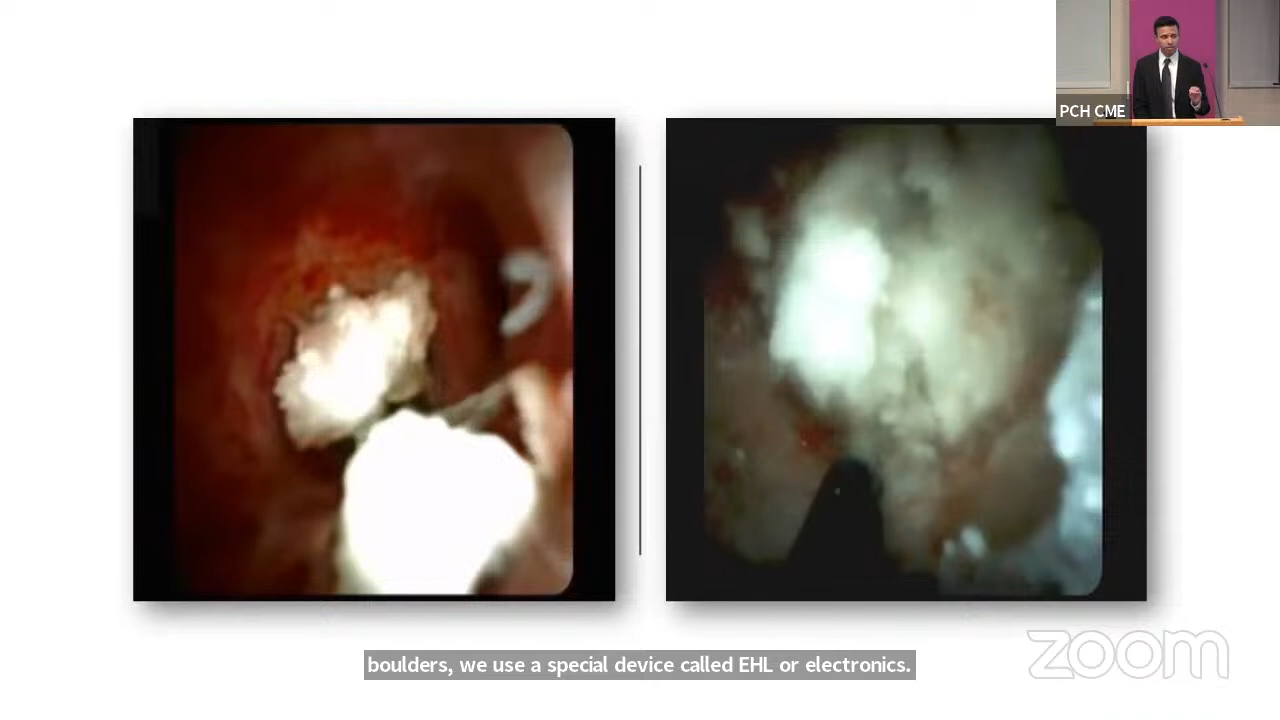 PCH CME
boulders, we use a special device called EHL or electronics.
zoom